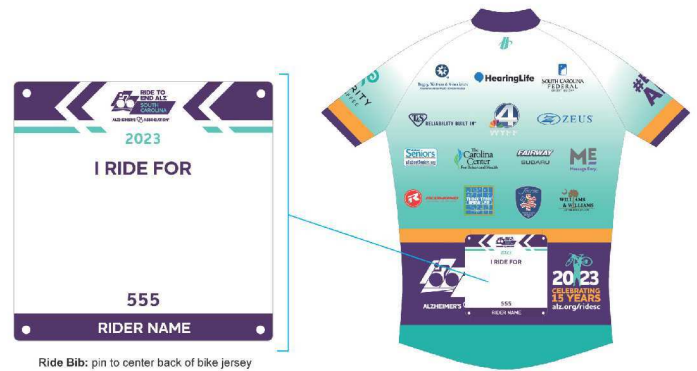 RIDE TO
END ALZ
SOUTH
CAROLINA
ALZHEIMER'S ASSOCIATION
2023
I RIDE FOR
555
RIDER NAME
Ride Bib: pin to center back of bike jersey
RITY
HearingLife
SOUTH CAROLINA
FEDERAL
RELIABILITY BUILT IN
4
ZEUS
Seniors
The
Carolina
Center
FAIRWAY
SUBARU
ME
WILLIAMS
& WILLIAMS
2023
I RIDE FOR
555
RIDER NAME
ALZHEIMER'S
2023
CELEBRATING
15 YEARS
alz.org/ridesc